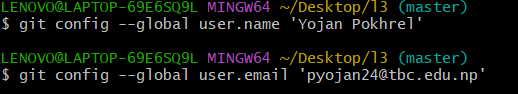 LENOVO@LAPTOP-69E6SQ9L MINGW64 ~/Desktop/l3 (master)
$ git config --global user.name 'Yojan Pokhrel'
LENOVO@LAPTOP-69E6SQ9L MINGW64 ~/Desktop/l3 (master)
$ git config --global user.email 'pyojan24@tbc.edu.np'